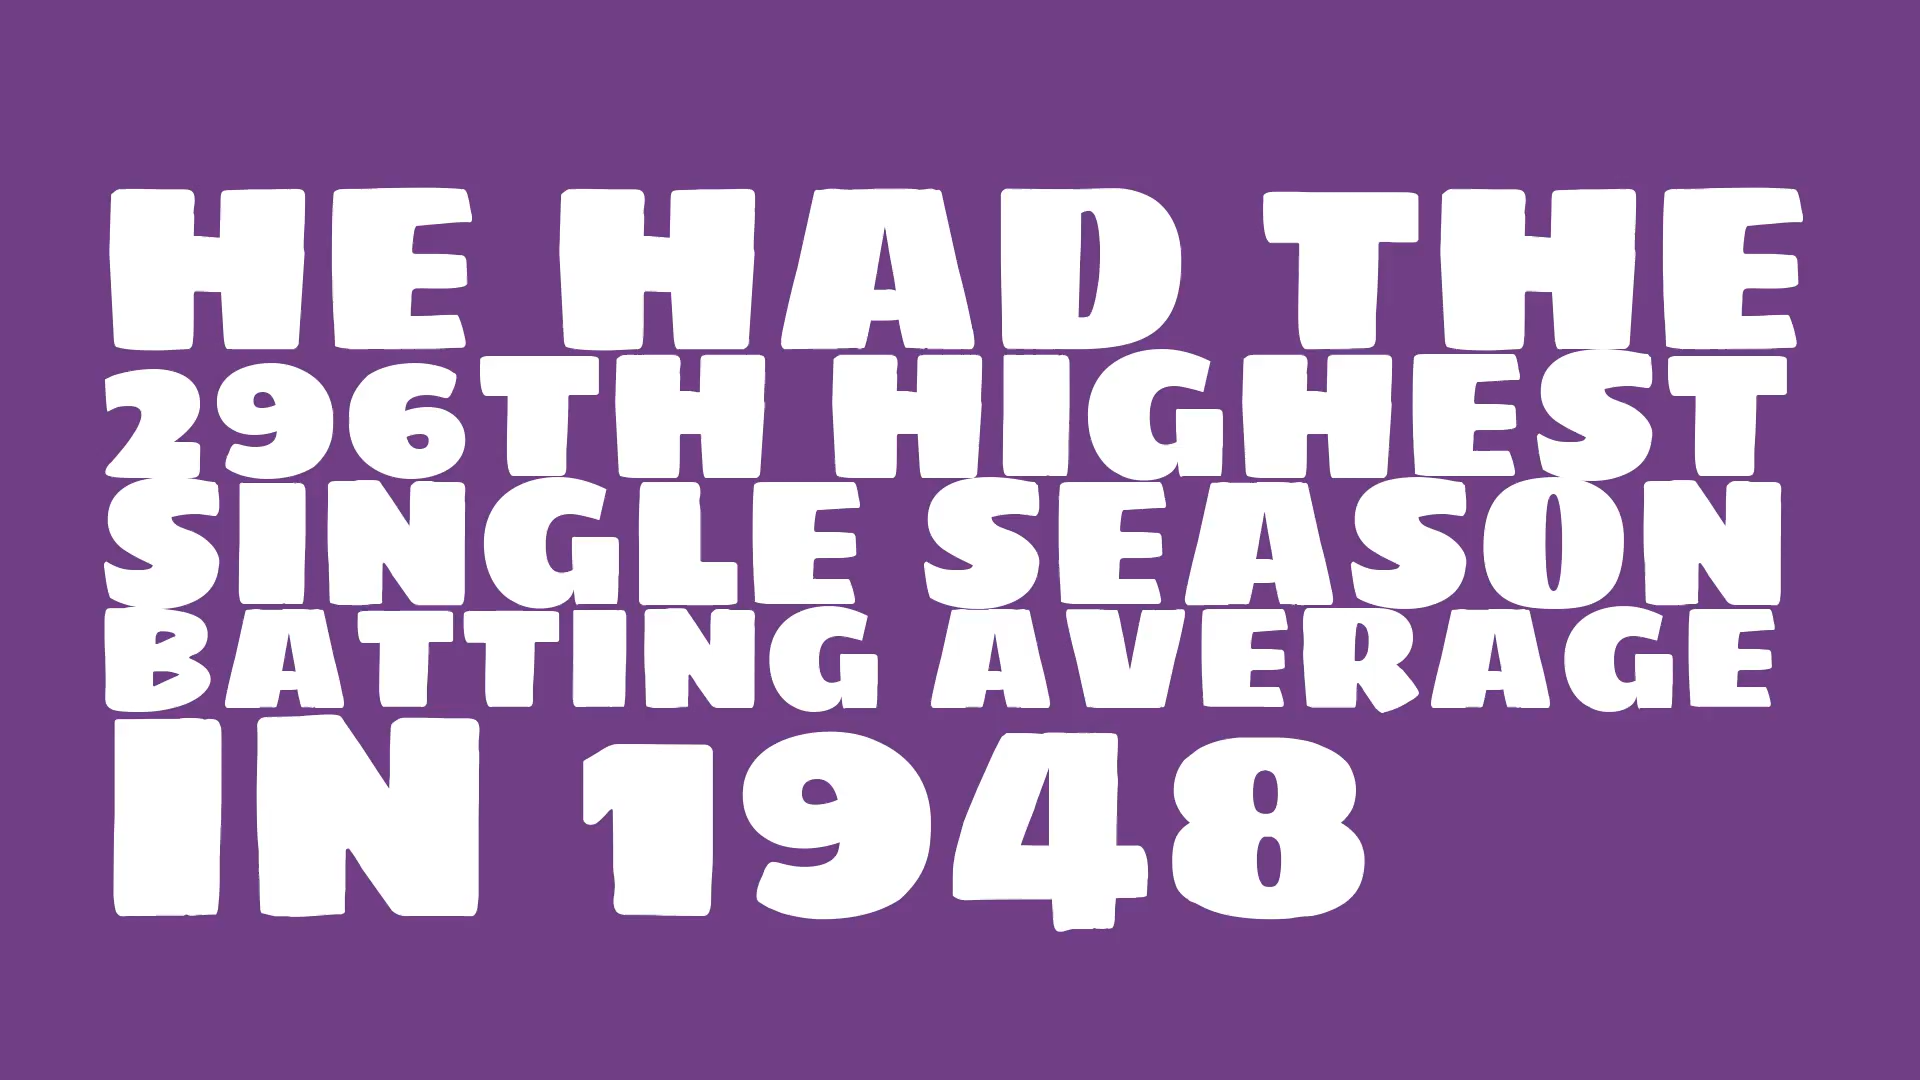 HE HAD THE
296TH HIGHEST
SINGLE SEASON
BATTING AVERAGE
IN 1948